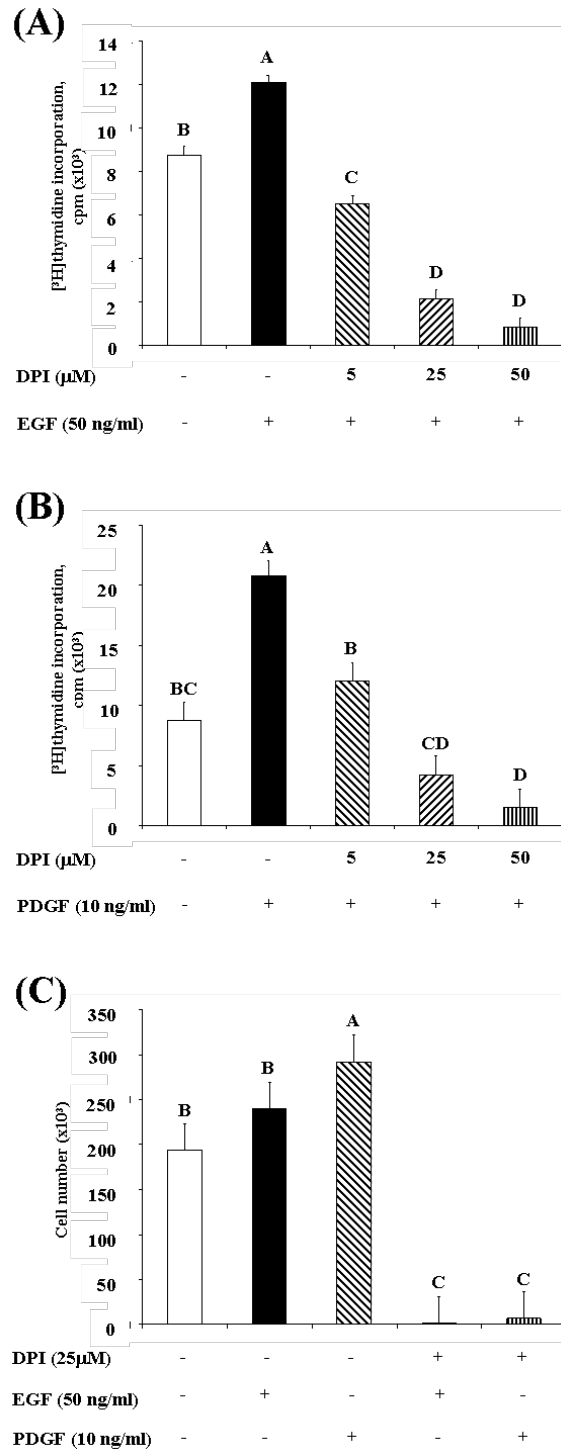 (A)
14
12
10
8
6
4
2
0
[³H]thymidine incorporation,
cpm (x10³)
B
A
C
D
D
DPI (µM) - - 5 25 50
EGF (50 ng/ml) - + + + +
(B)
25
20
15
10
5
0
[³H]thymidine incorporation,
cpm (x10³)
BC
A
B
CD
D
DPI (µM) - - 5 25 50
PDGF (10 ng/ml) - + + + +
(C)
350
300
250
200
150
100
50
0
Cell number (x10³)
B
B
A
C
C
DPI (25µM) - - - + +
EGF (50 ng/ml) - + - + -
PDGF (10 ng/ml) - - + - +